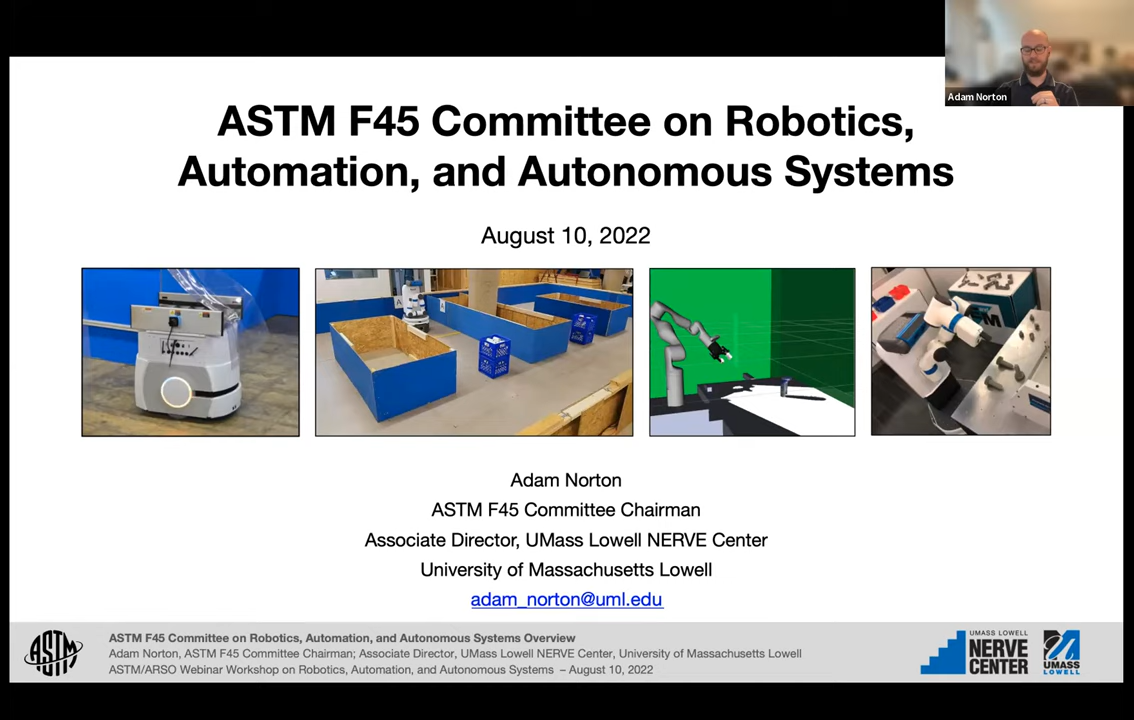 Adam Norton
ASTM F45 Committee on Robotics,
Automation, and Autonomous Systems
August 10, 2022
Adam Norton
ASTM F45 Committee Chairman
Associate Director, UMass Lowell NERVE Center
University of Massachusetts Lowell
adam_norton@uml.edu
ASTM
ASTM F45 Committee on Robotics, Automation, and Autonomous Systems Overview
Adam Norton, ASTM F45 Committee Chairman; Associate Director, UMass Lowell NERVE Center, University of Massachusetts Lowell
ASTM/ARSO Webinar Workshop on Robotics, Automation, and Autonomous Systems – August 10, 2022
UMASS LOWELL
NERVE
CENTER
UMASS
LOWELL